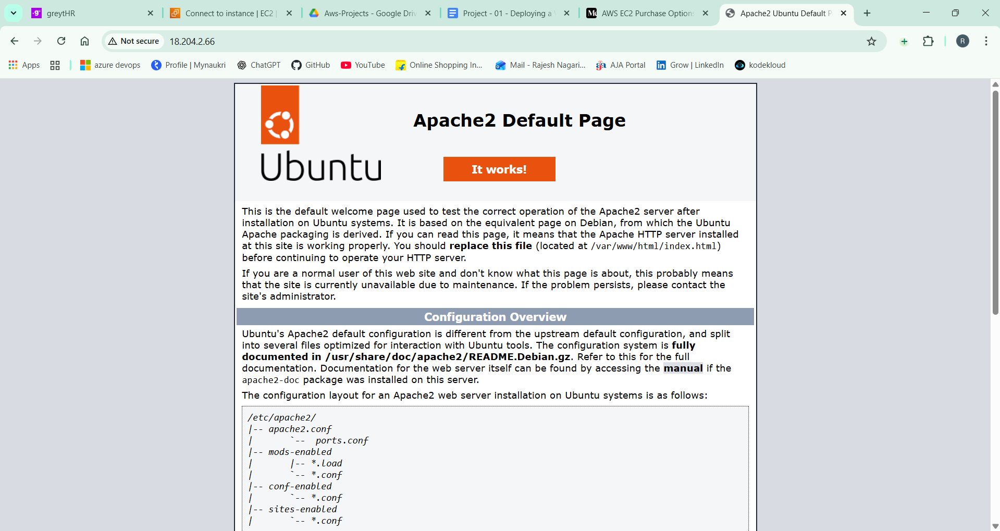 greytHR
Connect to instance | EC2 |
Aws-Projects - Google Driv
Project - 01 - Deploying a
AWS EC2 Purchase Options
Apache2 Ubuntu Default P
Not secure
18.204.2.66
R
Apps
azure devops
Profile | Mynaukri
ChatGPT
GitHub
YouTube
Online Shopping In...
Mail - Rajesh Nagari...
AJA Portal
Grow | LinkedIn
kodekloud
Ubuntu
Apache2 Default Page
It works!
This is the default welcome page used to test the correct operation of the Apache2 server after
installation on Ubuntu systems. It is based on the equivalent page on Debian, from which the Ubuntu
Apache packaging is derived. If you can read this page, it means that the Apache HTTP server installed
at this site is working properly. You should replace this file (located at /var/www/html/index.html)
before continuing to operate your HTTP server.
If you are a normal user of this web site and don't know what this page is about, this probably means
that the site is currently unavailable due to maintenance. If the problem persists, please contact the
site's administrator.
Configuration Overview
Ubuntu's Apache2 default configuration is different from the upstream default configuration, and split
into several files optimized for interaction with Ubuntu tools. The configuration system is fully
documented in /usr/share/doc/apache2/README.Debian.gz. Refer to this for the full
documentation. Documentation for the web server itself can be found by accessing the manual if the
apache2-doc package was installed on this server.
The configuration layout for an Apache2 web server installation on Ubuntu systems is as follows:
/etc/apache2/
|-- apache2.conf
|       `--  ports.conf
|-- mods-enabled
|       |-- *.load
|       `-- *.conf
|-- conf-enabled
|       `-- *.conf
|-- sites-enabled
|       `-- *.conf